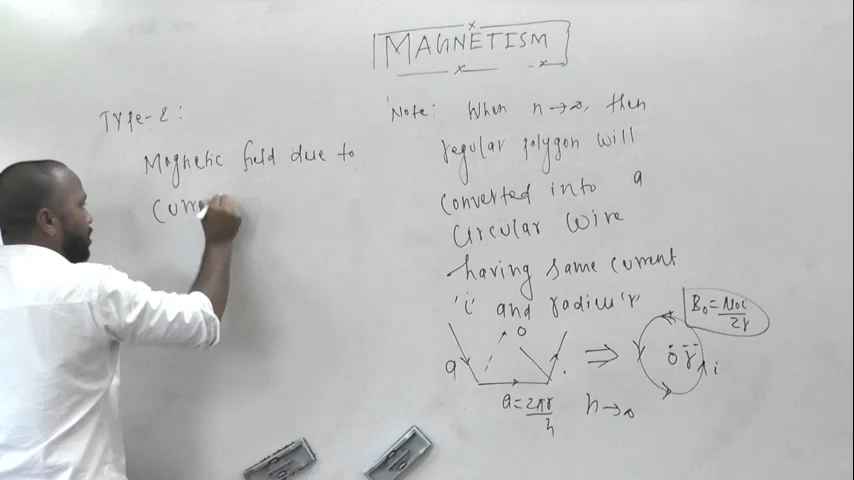 MAGNETISM
Type-2:
Magnetic field due to
Curr
Note: When n→∞, then
regular polygon will
converted into a
Circular Wire
having same current
'i' and radius 'r'
B₀ = μ₀i/2r
o
a
ö r
i
a = 2πr/n
n→∞